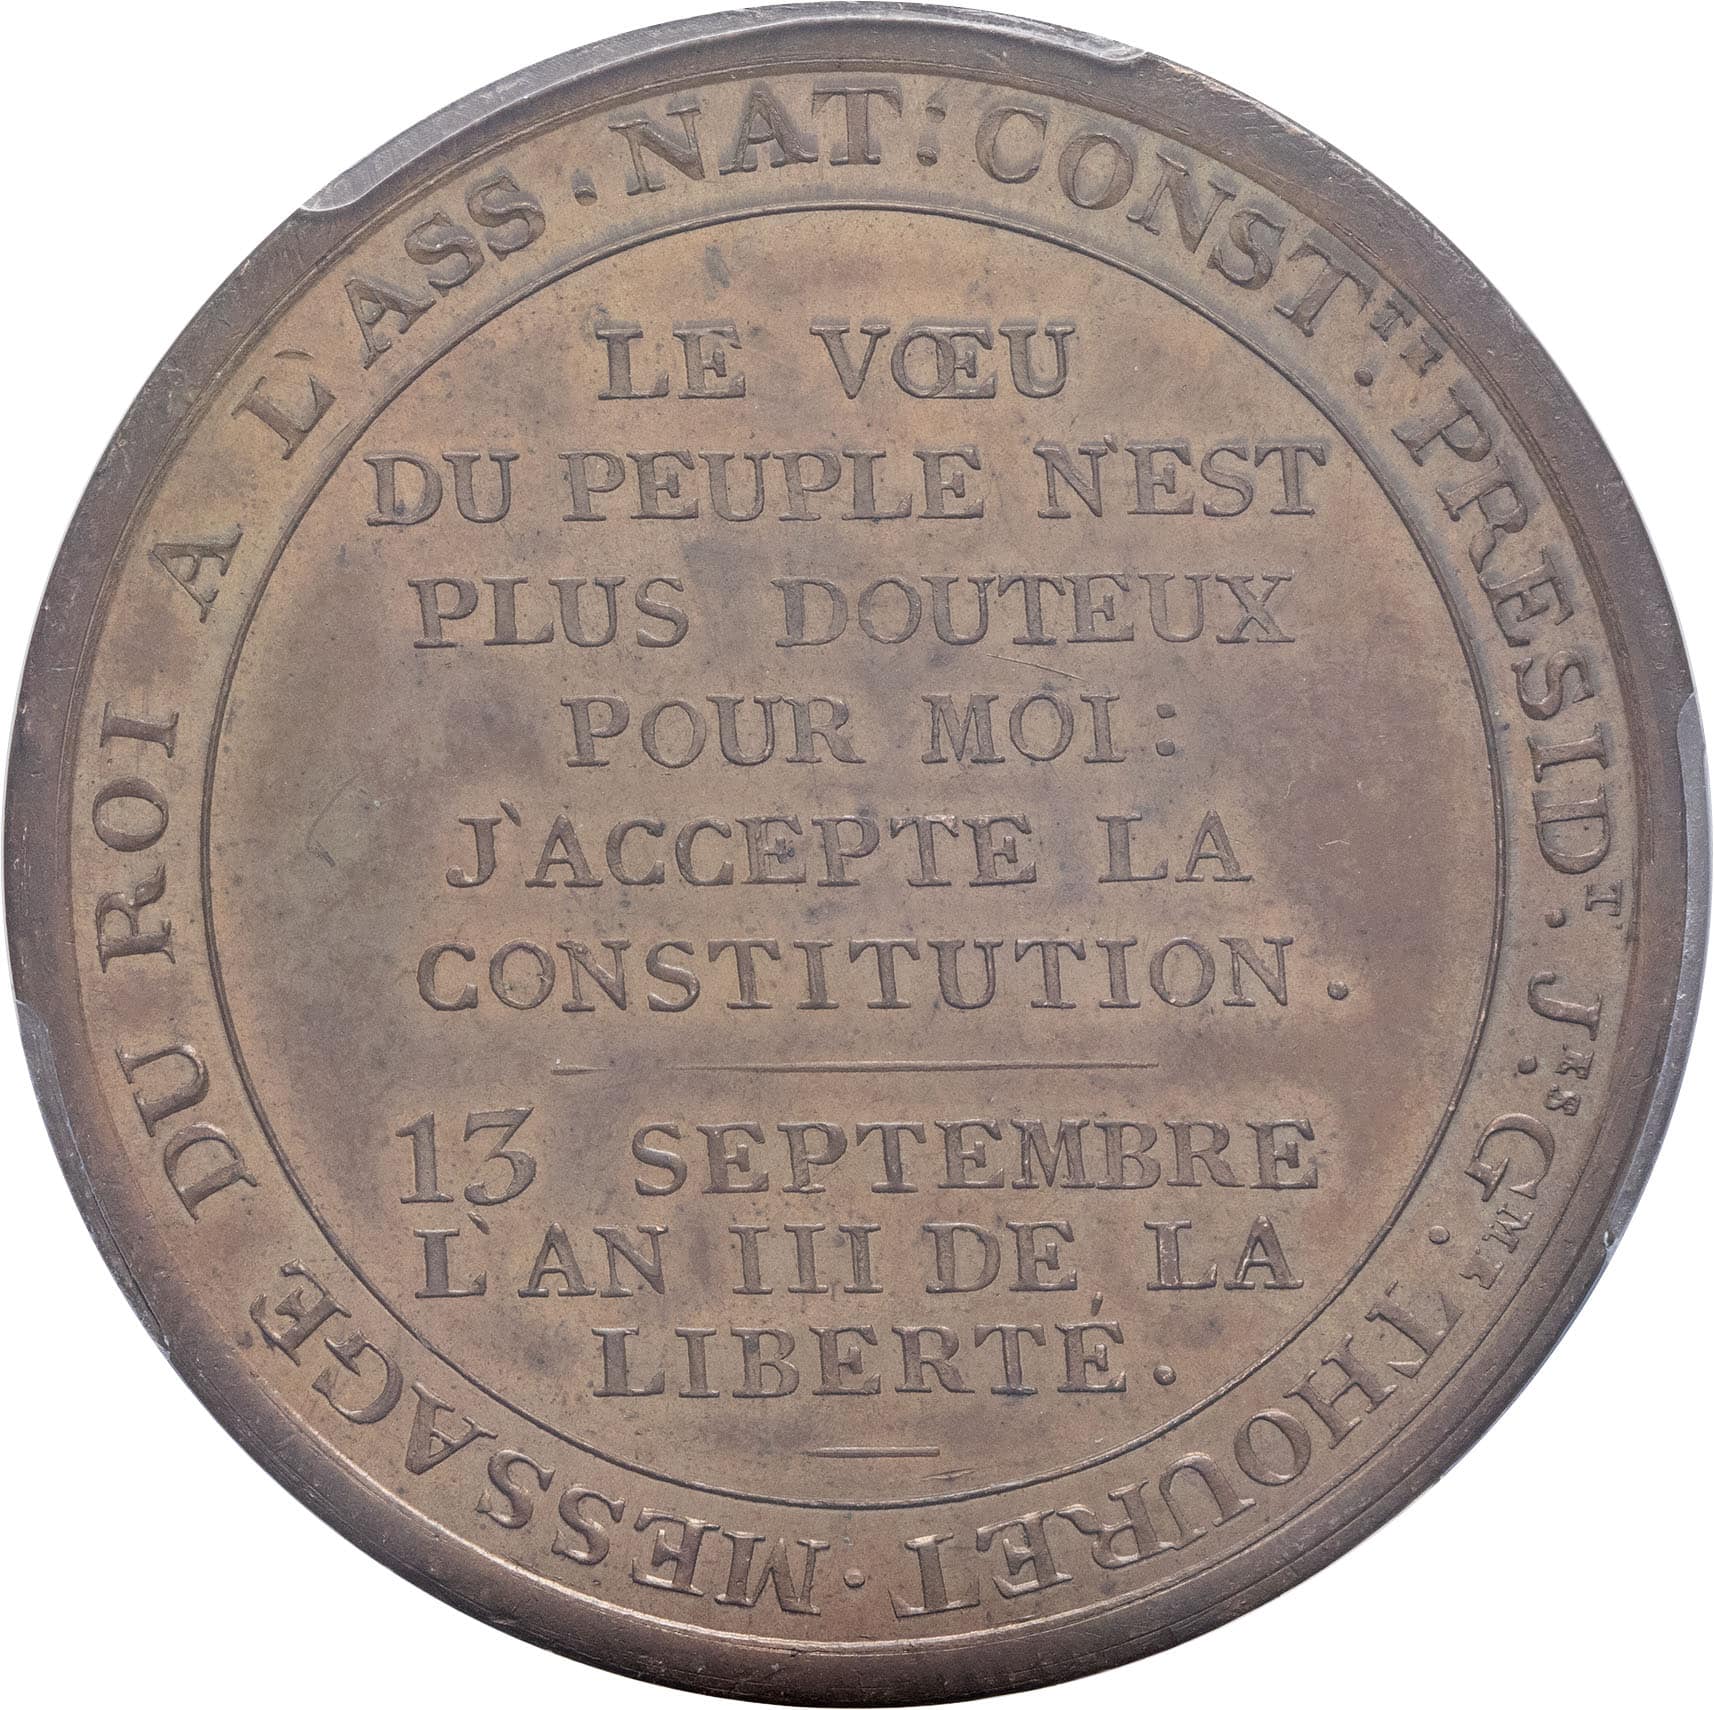 MESSAGE DU ROI A L'ASS. NAT: CONST.TE PRESID.T J.ES G.ME THOURET.
LE VŒU
DU PEUPLE N'EST
PLUS DOUTEUX
POUR MOI:
J'ACCEPTE LA
CONSTITUTION.
13 SEPTEMBRE
L'AN III DE LA
LIBERTÉ.